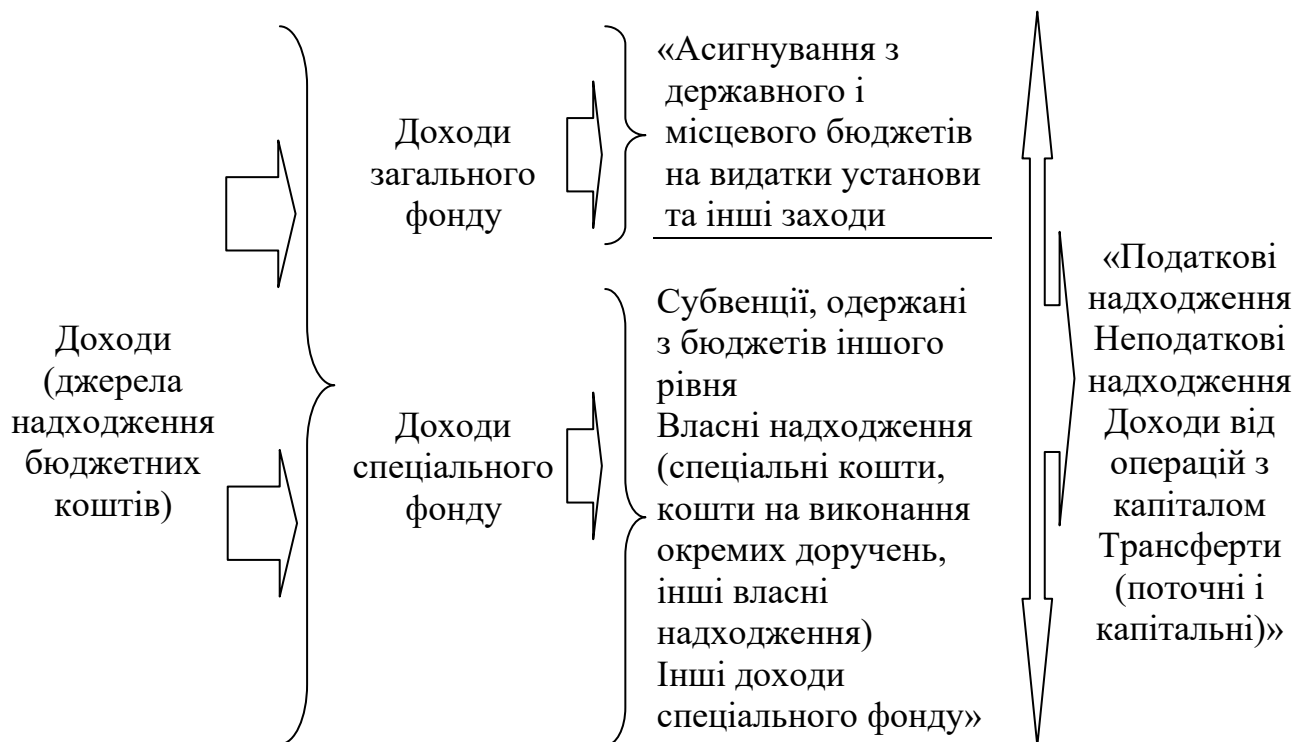 Доходи
(джерела
надходження
бюджетних
коштів)
Доходи
загального
фонду
Доходи
спеціального
фонду
«Асигнування з
державного і
місцевого бюджетів
на видатки установи
та інші заходи
Субвенції, одержані
з бюджетів іншого
рівня
Власні надходження
(спеціальні кошти,
кошти на виконання
окремих доручень,
інші власні
надходження)
Інші доходи
спеціального фонду»
«Податкові
надходження
Неподаткові
надходження
Доходи від
операцій з
капіталом
Трансферти
(поточні і
капітальні)»